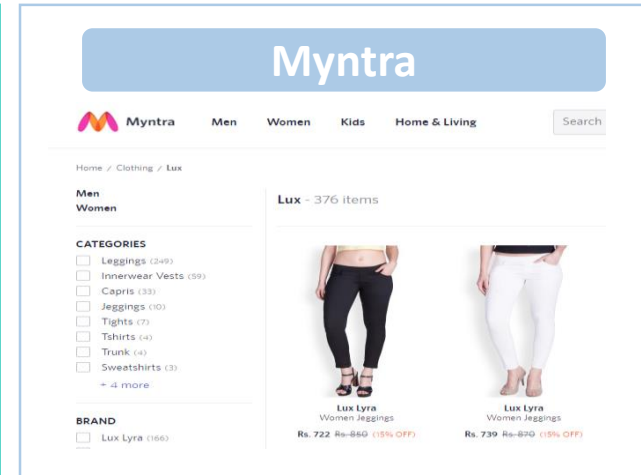 Myntra
Myntra Men Women Kids Home & Living Search
Home / Clothing / Lux
Men
Women
Lux - 376 items
CATEGORIES
Leggings (249)
Innerwear Vests (59)
Capris (33)
Jeggings (10)
Tights (7)
Tshirts (4)
Trunk (4)
Sweatshirts (3)
+ 4 more
BRAND
Lux Lyra (166)
Lux Lyra
Women Jeggings
Rs. 722 Rs. 850 (15% OFF)
Lux Lyra
Women Jeggings
Rs. 739 Rs. 870 (15% OFF)